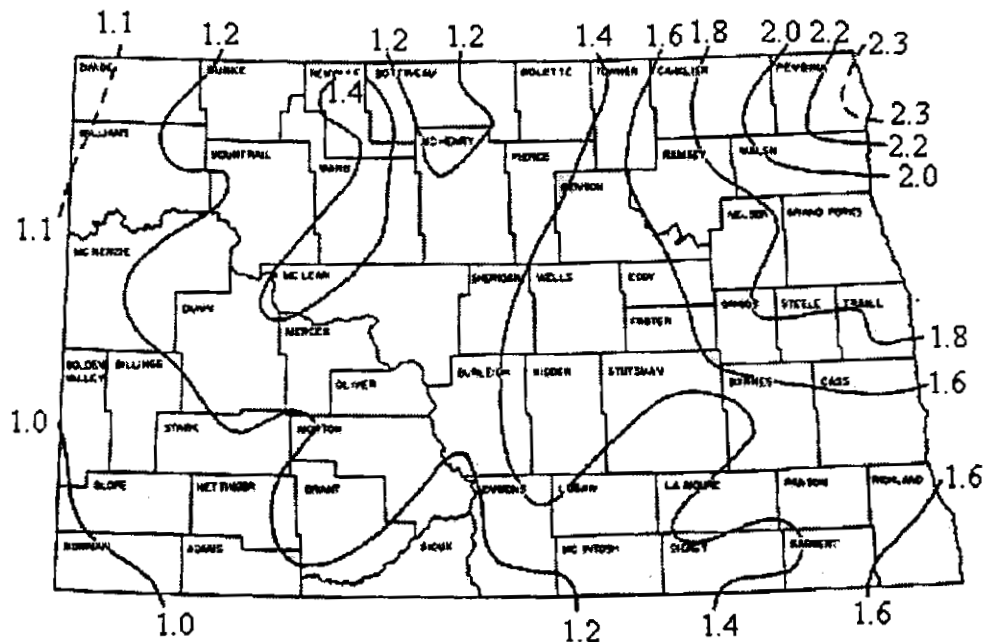 1.1 1.2 1.2 1.2 1.4 1.6 1.8 2.0 2.2 2.3
DIVIDE BURKE BOTTINEAU ROLETTE TOWNER CAVALIER PEMBINA
1.4
2.3
WILLIAMS MOUNTRAIL WARD MC HENRY PIERCE RAMSEY WALSH
2.2
BENSON
2.0
1.1
NELSON GRAND FORKS
MC KENZIE
MC LEAN SHERIDAN WELLS EDDY
DUNN MERCER FOSTER GRIGGS STEELE TRAILL
1.8
GOLDEN VALLEY BILLINGS OLIVER BURLEIGH KIDDER STUTSMAN BARNES CASS
1.6
1.0
STARK MORTON
SLOPE HETTINGER GRANT EMMONS LOGAN LA MOURE RANSOM RICHLAND
1.6
BOWMAN ADAMS SIOUX MC INTOSH DICKEY SARGENT
1.0 1.2 1.4 1.6